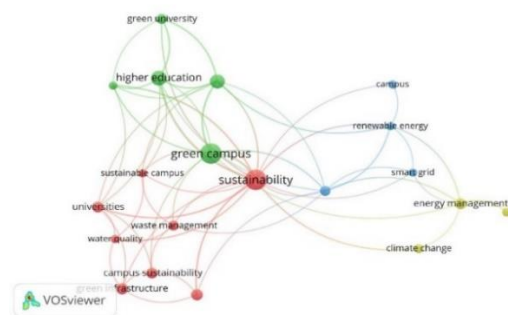 green university
higher education
campus
renewable energy
green campus
sustainable campus
smart grid
sustainability
universities
energy management
waste management
water quality
climate change
campus sustainability
green infrastructure
VOSviewer